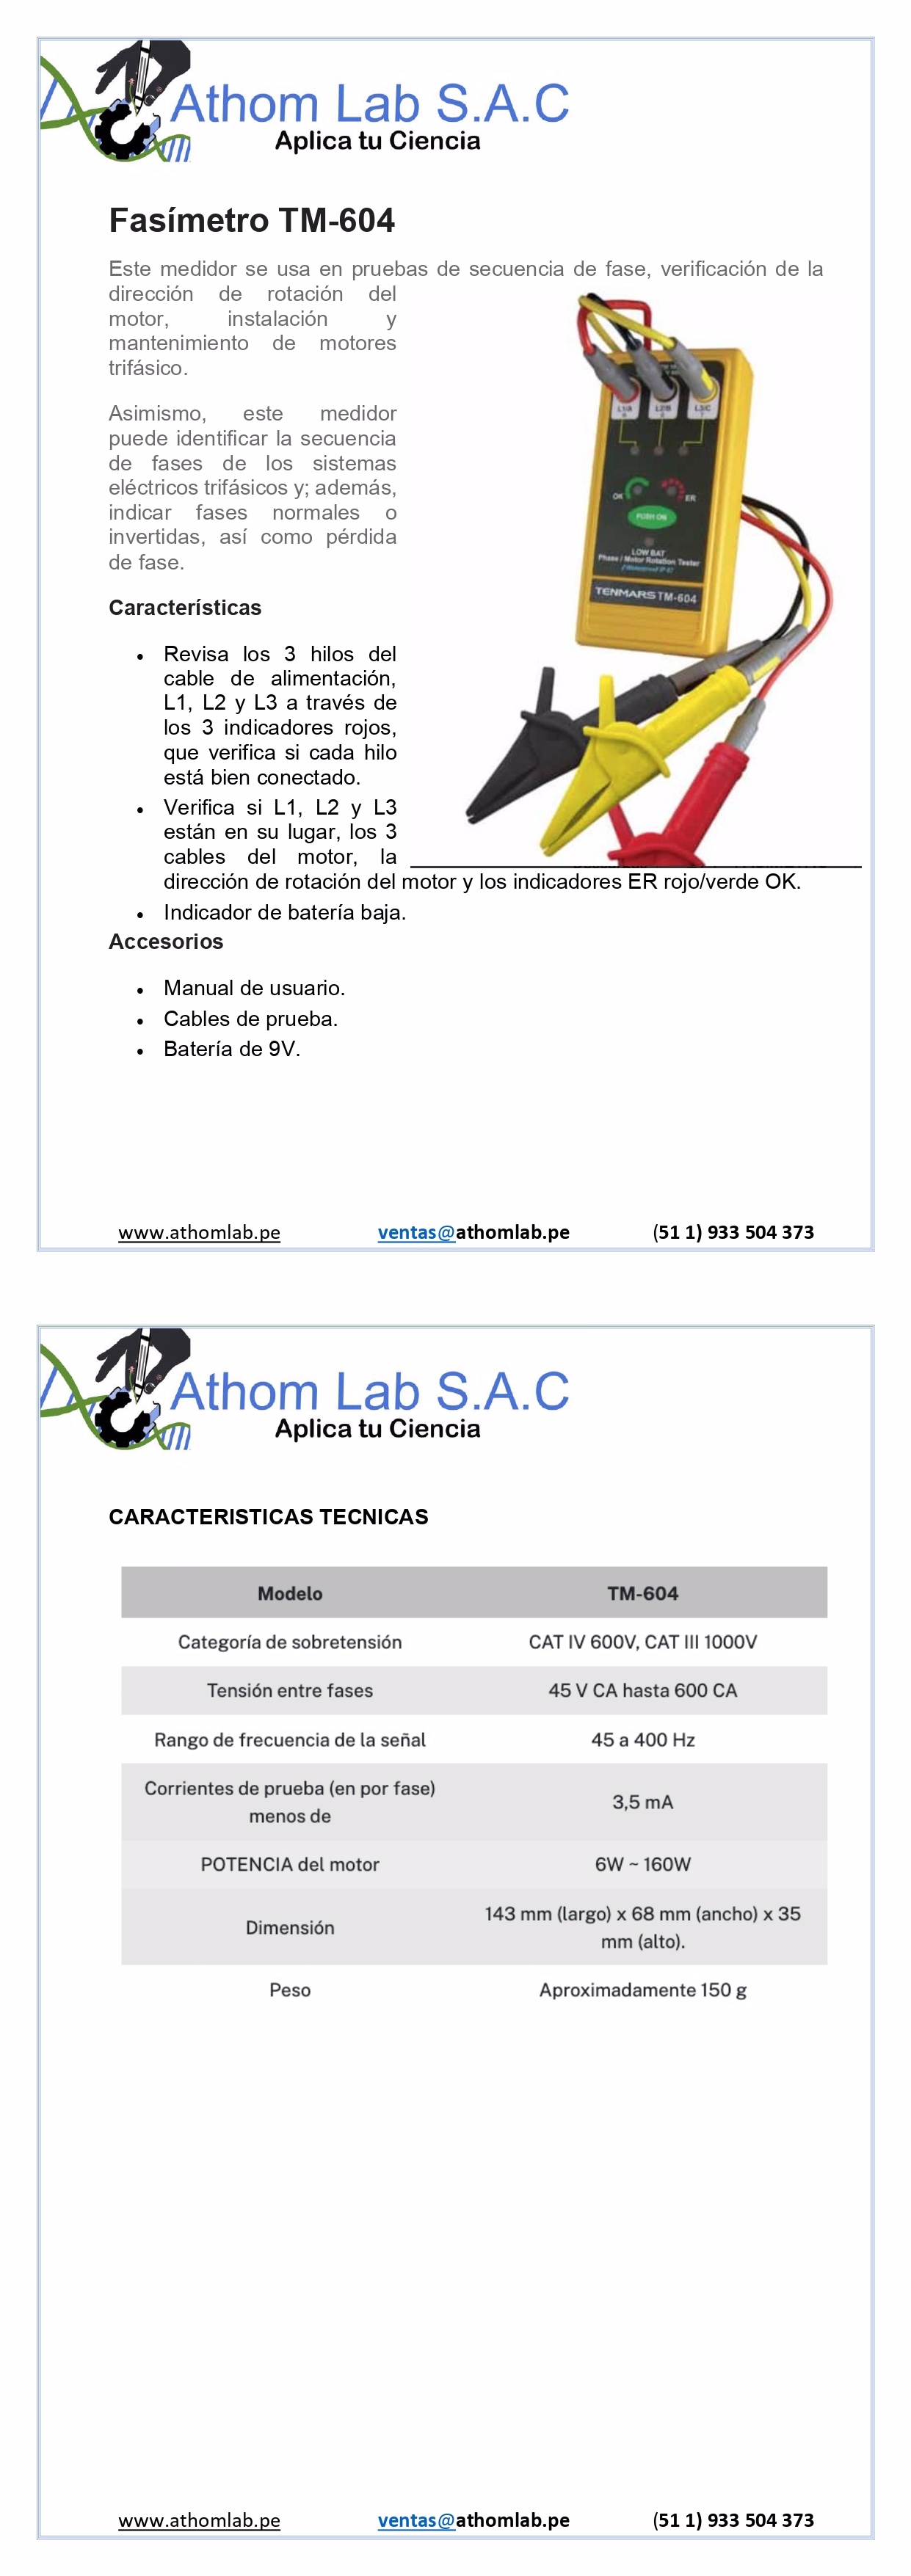 Athom Lab S.A.C
Aplica tu Ciencia
Fasímetro TM-604
Este medidor se usa en pruebas de secuencia de fase, verificación de la
dirección de rotación del
motor, instalación y
mantenimiento de motores
trifásico.
Asimismo, este medidor
puede identificar la secuencia
de fases de los sistemas
eléctricos trifásicos y; además,
indicar fases normales o
invertidas, así como pérdida
de fase.
L1/A
L2/B
L3/C
OK
ER
PUSH ON
LOW BAT
Phase / Motor Rotation Tester
Waterproof IP 67
TENMARS TM-604
Características
• Revisa los 3 hilos del
cable de alimentación,
L1, L2 y L3 a través de
los 3 indicadores rojos,
que verifica si cada hilo
está bien conectado.
• Verifica si L1, L2 y L3
están en su lugar, los 3
cables del motor, la
dirección de rotación del motor y los indicadores ER rojo/verde OK.
• Indicador de batería baja.
Accesorios
• Manual de usuario.
• Cables de prueba.
• Batería de 9V.
www.athomlab.pe ventas@athomlab.pe (51 1) 933 504 373
Athom Lab S.A.C
Aplica tu Ciencia
CARACTERISTICAS TECNICAS
Modelo TM-604
Categoría de sobretensión CAT IV 600V, CAT III 1000V
Tensión entre fases 45 V CA hasta 600 CA
Rango de frecuencia de la señal 45 a 400 Hz
Corrientes de prueba (en por fase)
menos de
3,5 mA
POTENCIA del motor 6W ~ 160W
Dimensión
143 mm (largo) x 68 mm (ancho) x 35
mm (alto).
Peso Aproximadamente 150 g
www.athomlab.pe ventas@athomlab.pe (51 1) 933 504 373